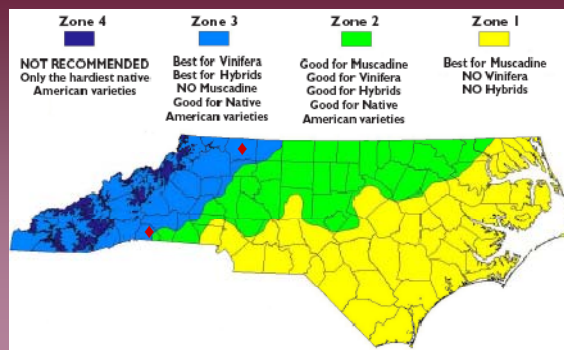 Zone 4
NOT RECOMMENDED
Only the hardiest native
American varieties
Zone 3
Best for Vinifera
Best for Hybrids
NO Muscadine
Good for Native
American varieties
Zone 2
Good for Muscadine
Good for Vinifera
Good for Hybrids
Good for Native
American varieties
Zone 1
Best for Muscadine
NO Vinifera
NO Hybrids